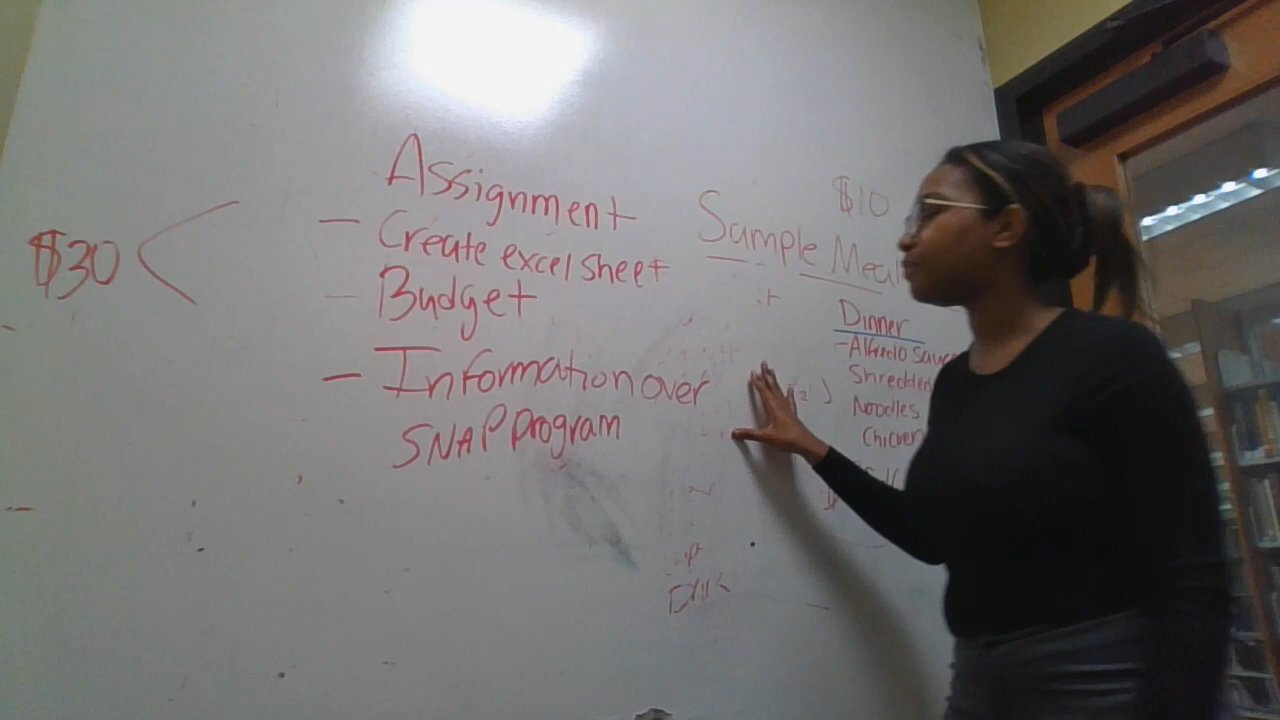 $30
Assignment
- Create excel sheet
- Budget
- Information over
SNAP program
$10
Sample Meal
Dinner
- Alfredo Sauce
Shredded
Noodles
Chicken